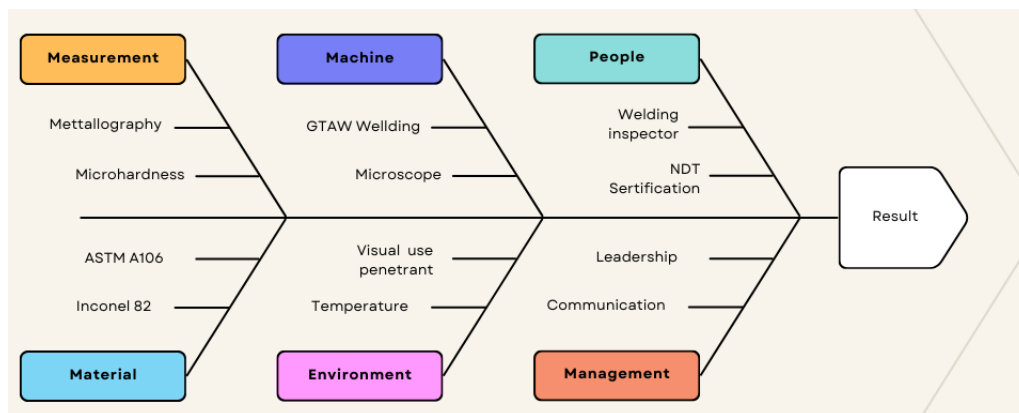 Measurement
Machine
People
Mettallography
GTAW Wellding
Welding
inspector
Microhardness
Microscope
NDT
Sertification
Result
ASTM A106
Visual use
penetrant
Leadership
Inconel 82
Temperature
Communication
Material
Environment
Management